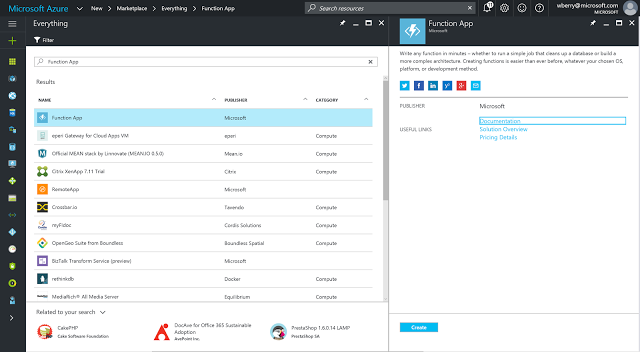 Microsoft Azure
New > Marketplace > Everything > Function App
Search resources
wberry@microsoft.com
MICROSOFT
Everything
Filter
Function App
Results
NAME PUBLISHER CATEGORY
Function App Microsoft
open Gateway for Cloud Apps VM open Compute
Official MEAN stack by Linnovate (MEAN.IO 0.5.0) Mean.io Compute
Citrix XenApp 7.11 Trial Citrix Compute
RemoteApp Microsoft
Crossbar.io Tavendo Compute
myFIdoc Cordis Solutions Compute
OpenGeo Suite from Boundless Boundless Spatial Compute
BizTalk Transform Service (preview) Microsoft
rethinkdb Docker Compute
MediaRich® All Media Server Equilibrium Compute
Related to your search
CakePHP
Cake Software Foundation
DocAve for Office 365 Sustainable
Adoption
AvePoint Inc.
PrestaShop 1.6.0.14 LAMP
PrestaShop SA
Function App
Microsoft
Write any function in minutes – whether to run a simple job that cleans up a database or build a
more complex architecture. Creating functions is easier than ever before, whatever your chosen OS,
platform, or development method.
PUBLISHER Microsoft
Documentation
USEFUL LINKS Solution Overview
Pricing Details
Create